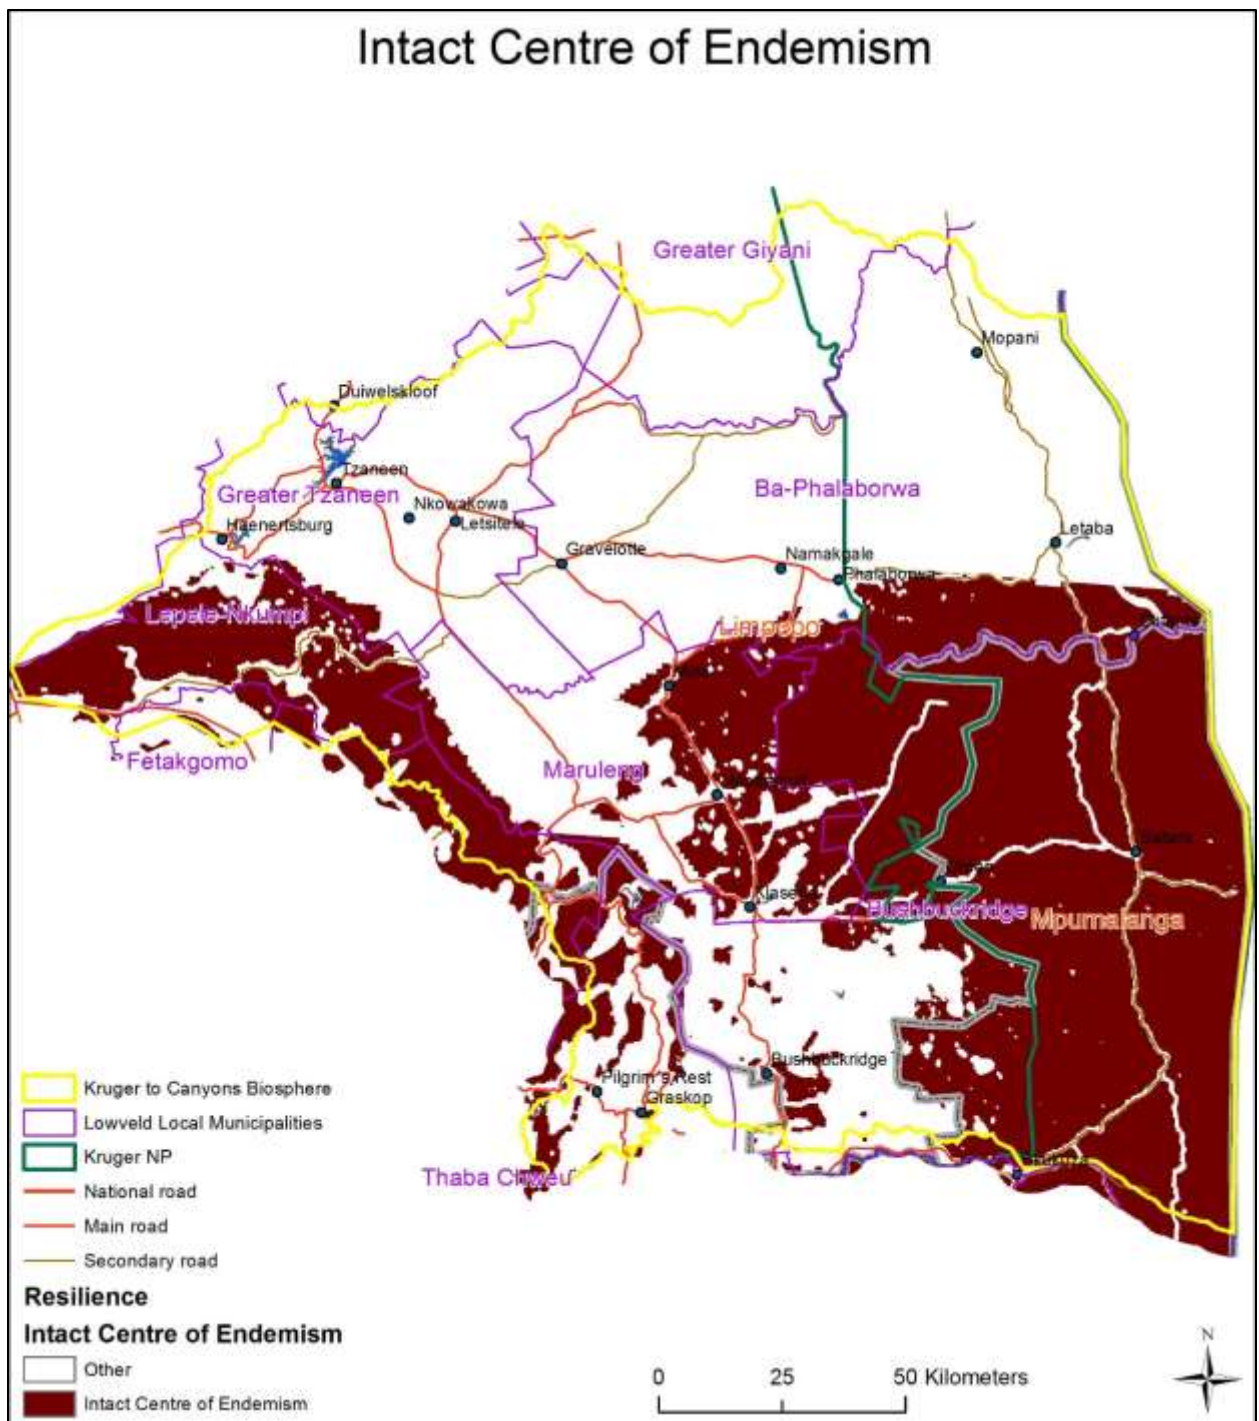 Intact Centre of Endemism
Greater Giyani
Mopani
Duiwelskloof
Tzaneen
Greater Tzaneen
Ba-Phalaborwa
Nkowakowa
Letsitele
Haenertsburg
Letaba
Gravelotte
Namakgale
Phalaborwa
Lepele-Nkumpi
Limpopo
Fetakgomo
Maruleng
Klaserie
Bushbuckridge
Mpumalanga
Bushbuckridge
Pilgrim's Rest
Graskop
Thaba Chweu
Skukuza
Kruger to Canyons Biosphere
Lowveld Local Municipalities
Kruger NP
National road
Main road
Secondary road
Resilience
Intact Centre of Endemism
Other
Intact Centre of Endemism
0 25 50 Kilometers
N